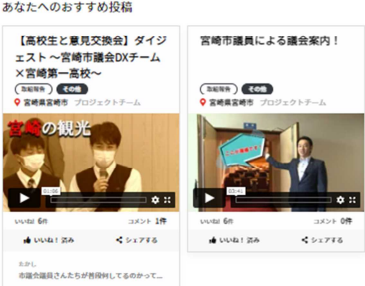 あなたへのおすすめ投稿
【高校生と意見交換会】ダイジ
ェスト ～宮崎市議会DXチーム
×宮崎第一高校～
取組報告 その他
宮崎県宮崎市 プロジェクトチーム
宮崎の観光
いいね! 6件 コメント 1件
いいね！ 済み シェアする
市議会議員さんたちが普段何してるのかって...
宮崎市議員による議会案内！
取組報告 その他
宮崎県宮崎市 プロジェクトチーム
03:41
いいね! 6件 コメント 0件
いいね！ 済み シェアする